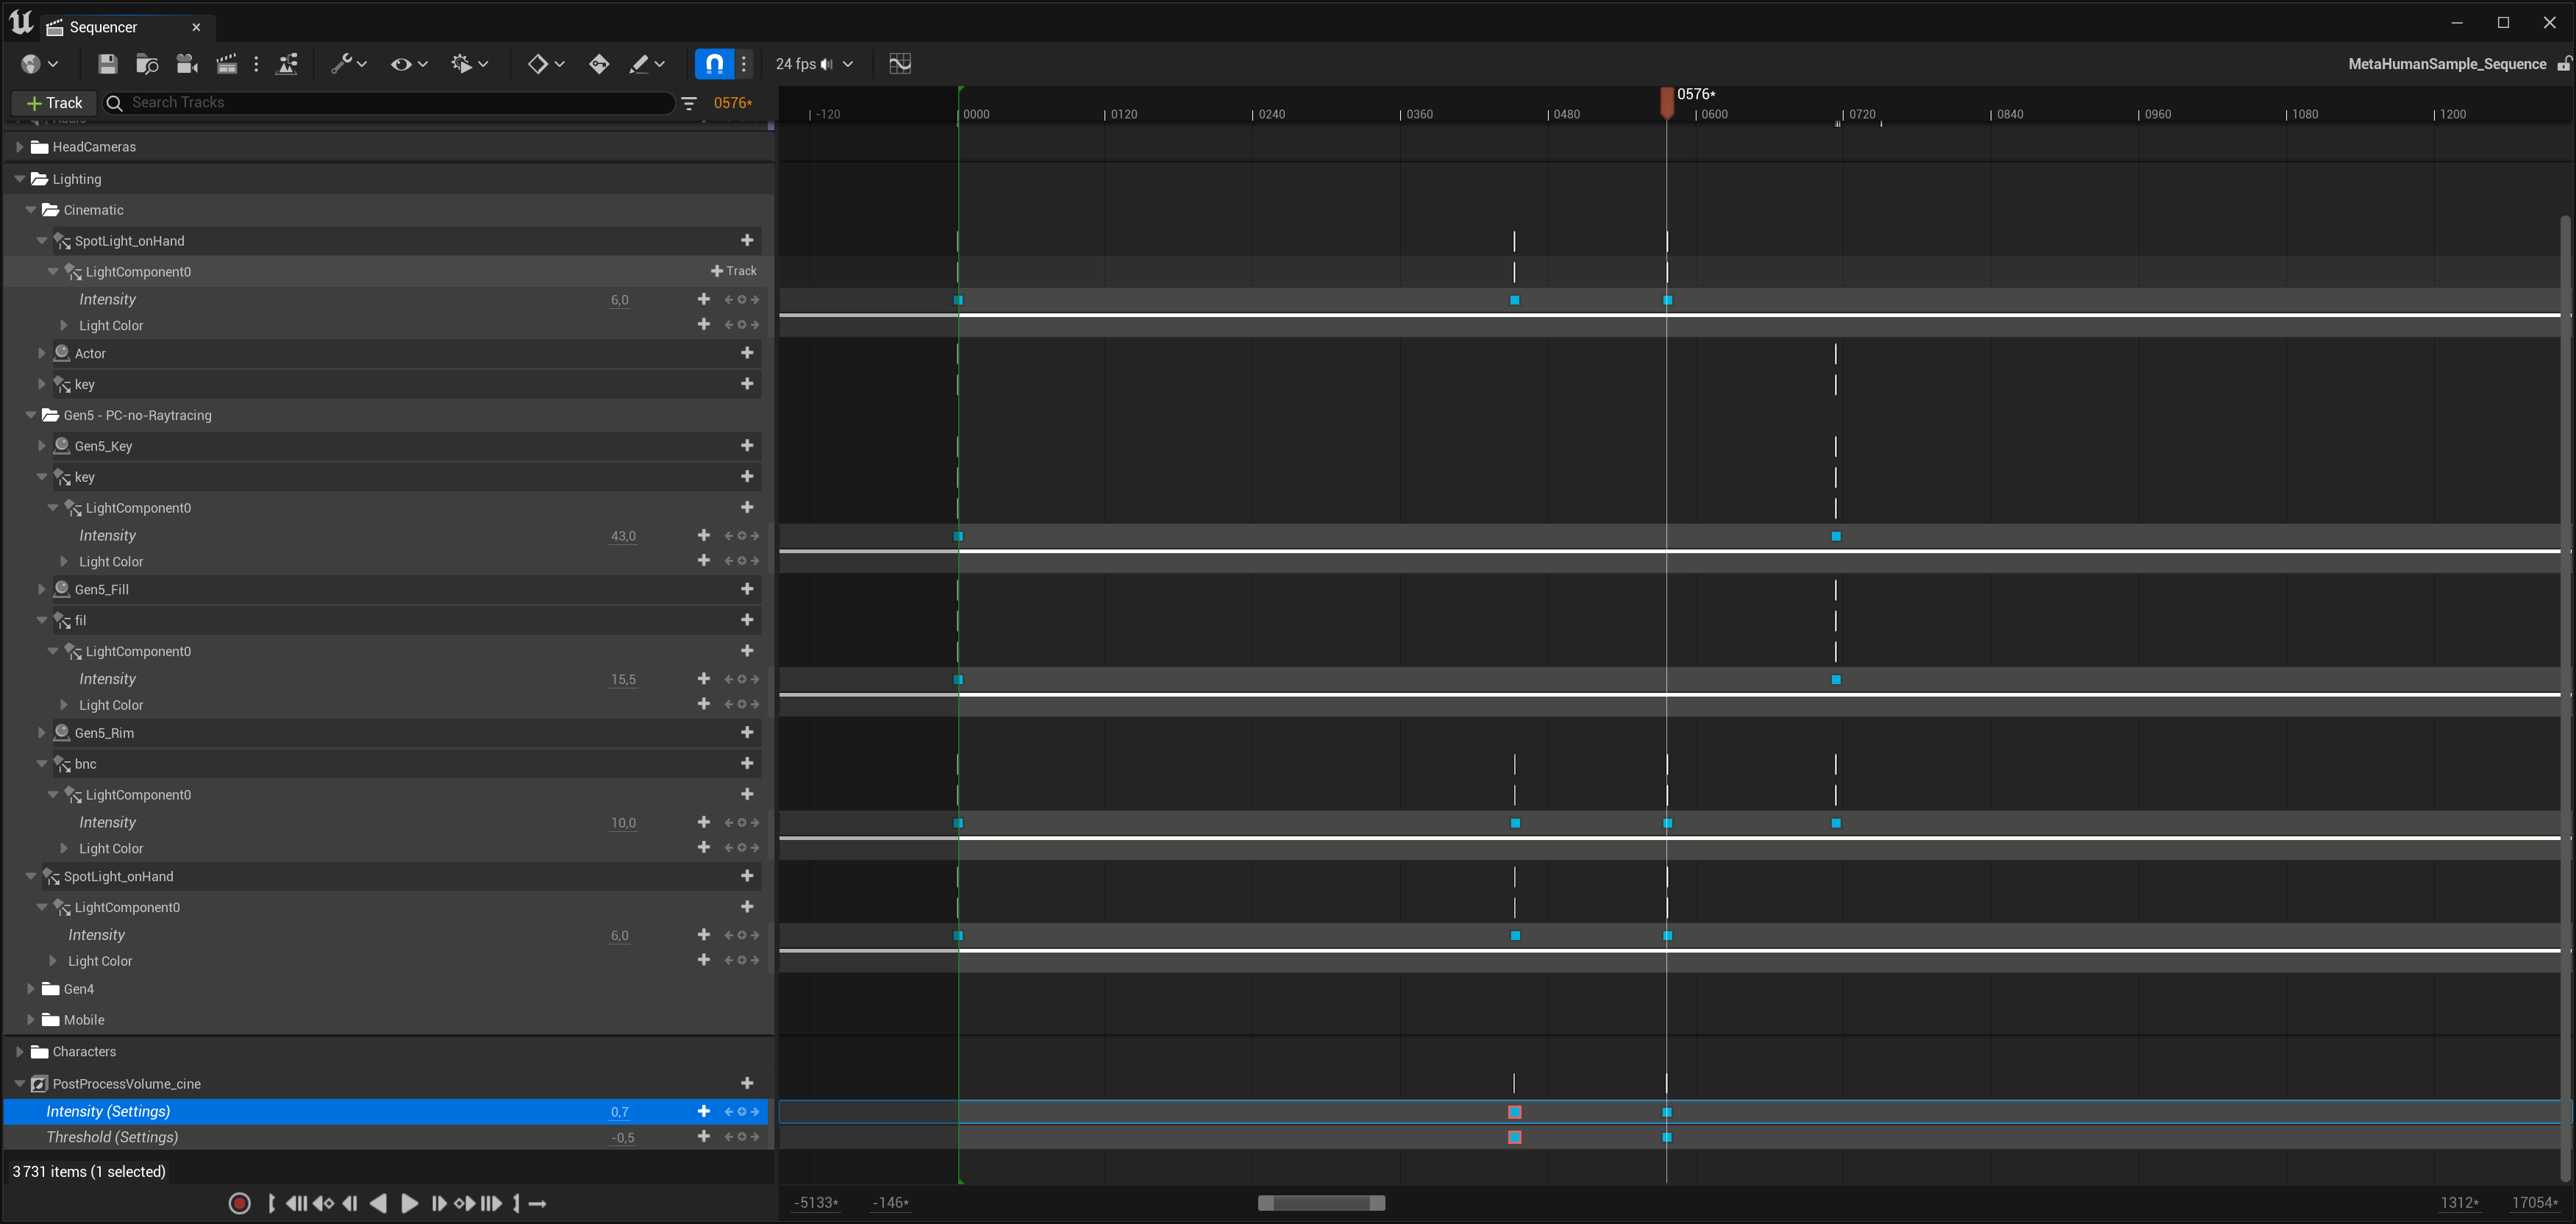 Sequencer
24 fps
MetaHumanSample_Sequence
Track
Search Tracks
0576*
0576*
-120
0000
0120
0240
0360
0480
0600
0720
0840
0960
1080
1200
Audio
HeadCameras
Lighting
Cinematic
SpotLight_onHand
LightComponent0
Track
Intensity 6,0
Light Color
Actor
key
Gen5 - PC-no-Raytracing
Gen5_Key
key
LightComponent0
Intensity 43,0
Light Color
Gen5_Fill
fil
LightComponent0
Intensity 15,5
Light Color
Gen5_Rim
bnc
LightComponent0
Intensity 10,0
Light Color
SpotLight_onHand
LightComponent0
Intensity 6,0
Light Color
Gen4
Mobile
Characters
PostProcessVolume_cine
Intensity (Settings) 0,7
Threshold (Settings) -0,5
3 731 items (1 selected)
-5133*
-146*
1312*
17054*